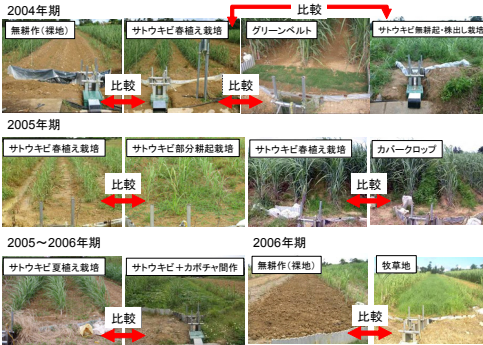 2004年期
比較
無耕作(裸地)
サトウキビ春植え栽培
グリーンベルト
サトウキビ無耕起・株出し栽培
比較
比較
2005年期
サトウキビ春植え栽培
サトウキビ部分耕起栽培
サトウキビ春植え栽培
カバークロップ
比較
比較
2005～2006年期
2006年期
サトウキビ夏植え栽培
サトウキビ＋カボチャ間作
無耕作(裸地)
牧草地
比較
比較